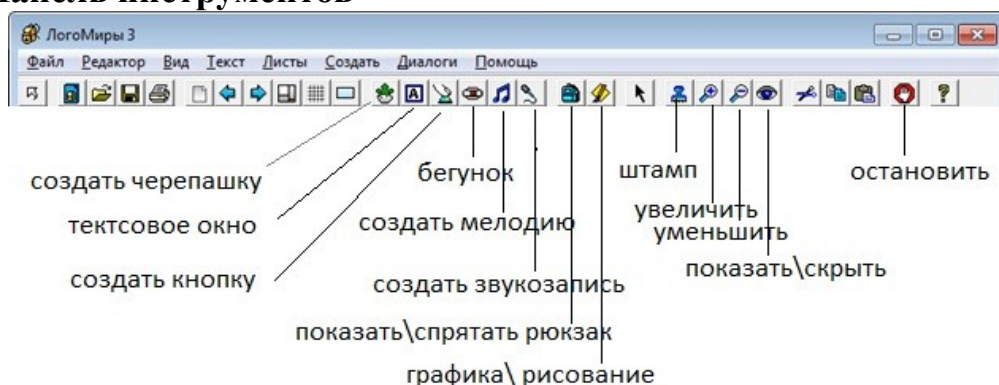 Панель инструментов
ЛогоМиры 3
Файл Редактор Вид Текст Листы Создать Диалоги Помощь
создать черепашку
бегунок
штамп
остановить
тектсовое окно
создать мелодию
увеличить
уменьшить
создать кнопку
создать звукозапись
показать\скрыть
показать\спрятать рюкзак
графика\ рисование